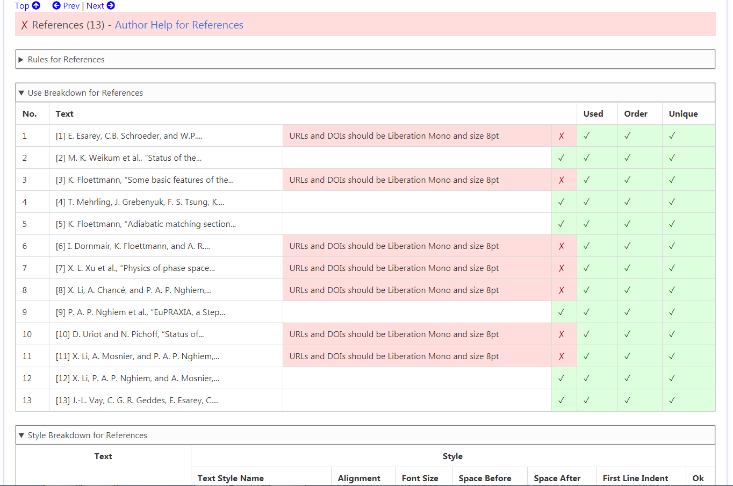 Top Prev | Next
✗ References (13) - Author Help for References
▶ Rules for References
▼ Use Breakdown for References
No. Text Used Order Unique
1 [1] E. Esarey, C.B. Schroeder, and W.P.... URLs and DOIs should be Liberation Mono and size 8pt ✗ ✓ ✓ ✓
2 [2] M. K. Weikum et al., "Status of the... ✓ ✓ ✓ ✓
3 [3] K. Floettmann, "Some basic features of the... URLs and DOIs should be Liberation Mono and size 8pt ✗ ✓ ✓ ✓
4 [4] T. Mehrling, J. Grebenyuk, F. S. Tsung, K.... ✓ ✓ ✓ ✓
5 [5] K. Floettmann, "Adiabatic matching section... ✓ ✓ ✓ ✓
6 [6] I. Dornmair, K. Floettmann, and A. R.... URLs and DOIs should be Liberation Mono and size 8pt ✗ ✓ ✓ ✓
7 [7] X. L. Xu et al., "Physics of phase space... URLs and DOIs should be Liberation Mono and size 8pt ✗ ✓ ✓ ✓
8 [8] X. Li, A. Chancé, and P. A. P. Nghiem,... URLs and DOIs should be Liberation Mono and size 8pt ✗ ✓ ✓ ✓
9 [9] P. A. P. Nghiem et al., "EuPRAXIA, a Step... ✓ ✓ ✓ ✓
10 [10] D. Uriot and N. Pichoff, "Status of... URLs and DOIs should be Liberation Mono and size 8pt ✗ ✓ ✓ ✓
11 [11] X. Li, A. Mosnier, and P. A. P. Nghiem,... URLs and DOIs should be Liberation Mono and size 8pt ✗ ✓ ✓ ✓
12 [12] X. Li, P. A. P. Nghiem, and A. Mosnier,... ✓ ✓ ✓ ✓
13 [13] J.-L. Vay, C. G. R. Geddes, E. Esarey, C.... ✓ ✓ ✓ ✓
▼ Style Breakdown for References
Text Style
Text Style Name Alignment Font Size Space Before Space After First Line Indent Ok